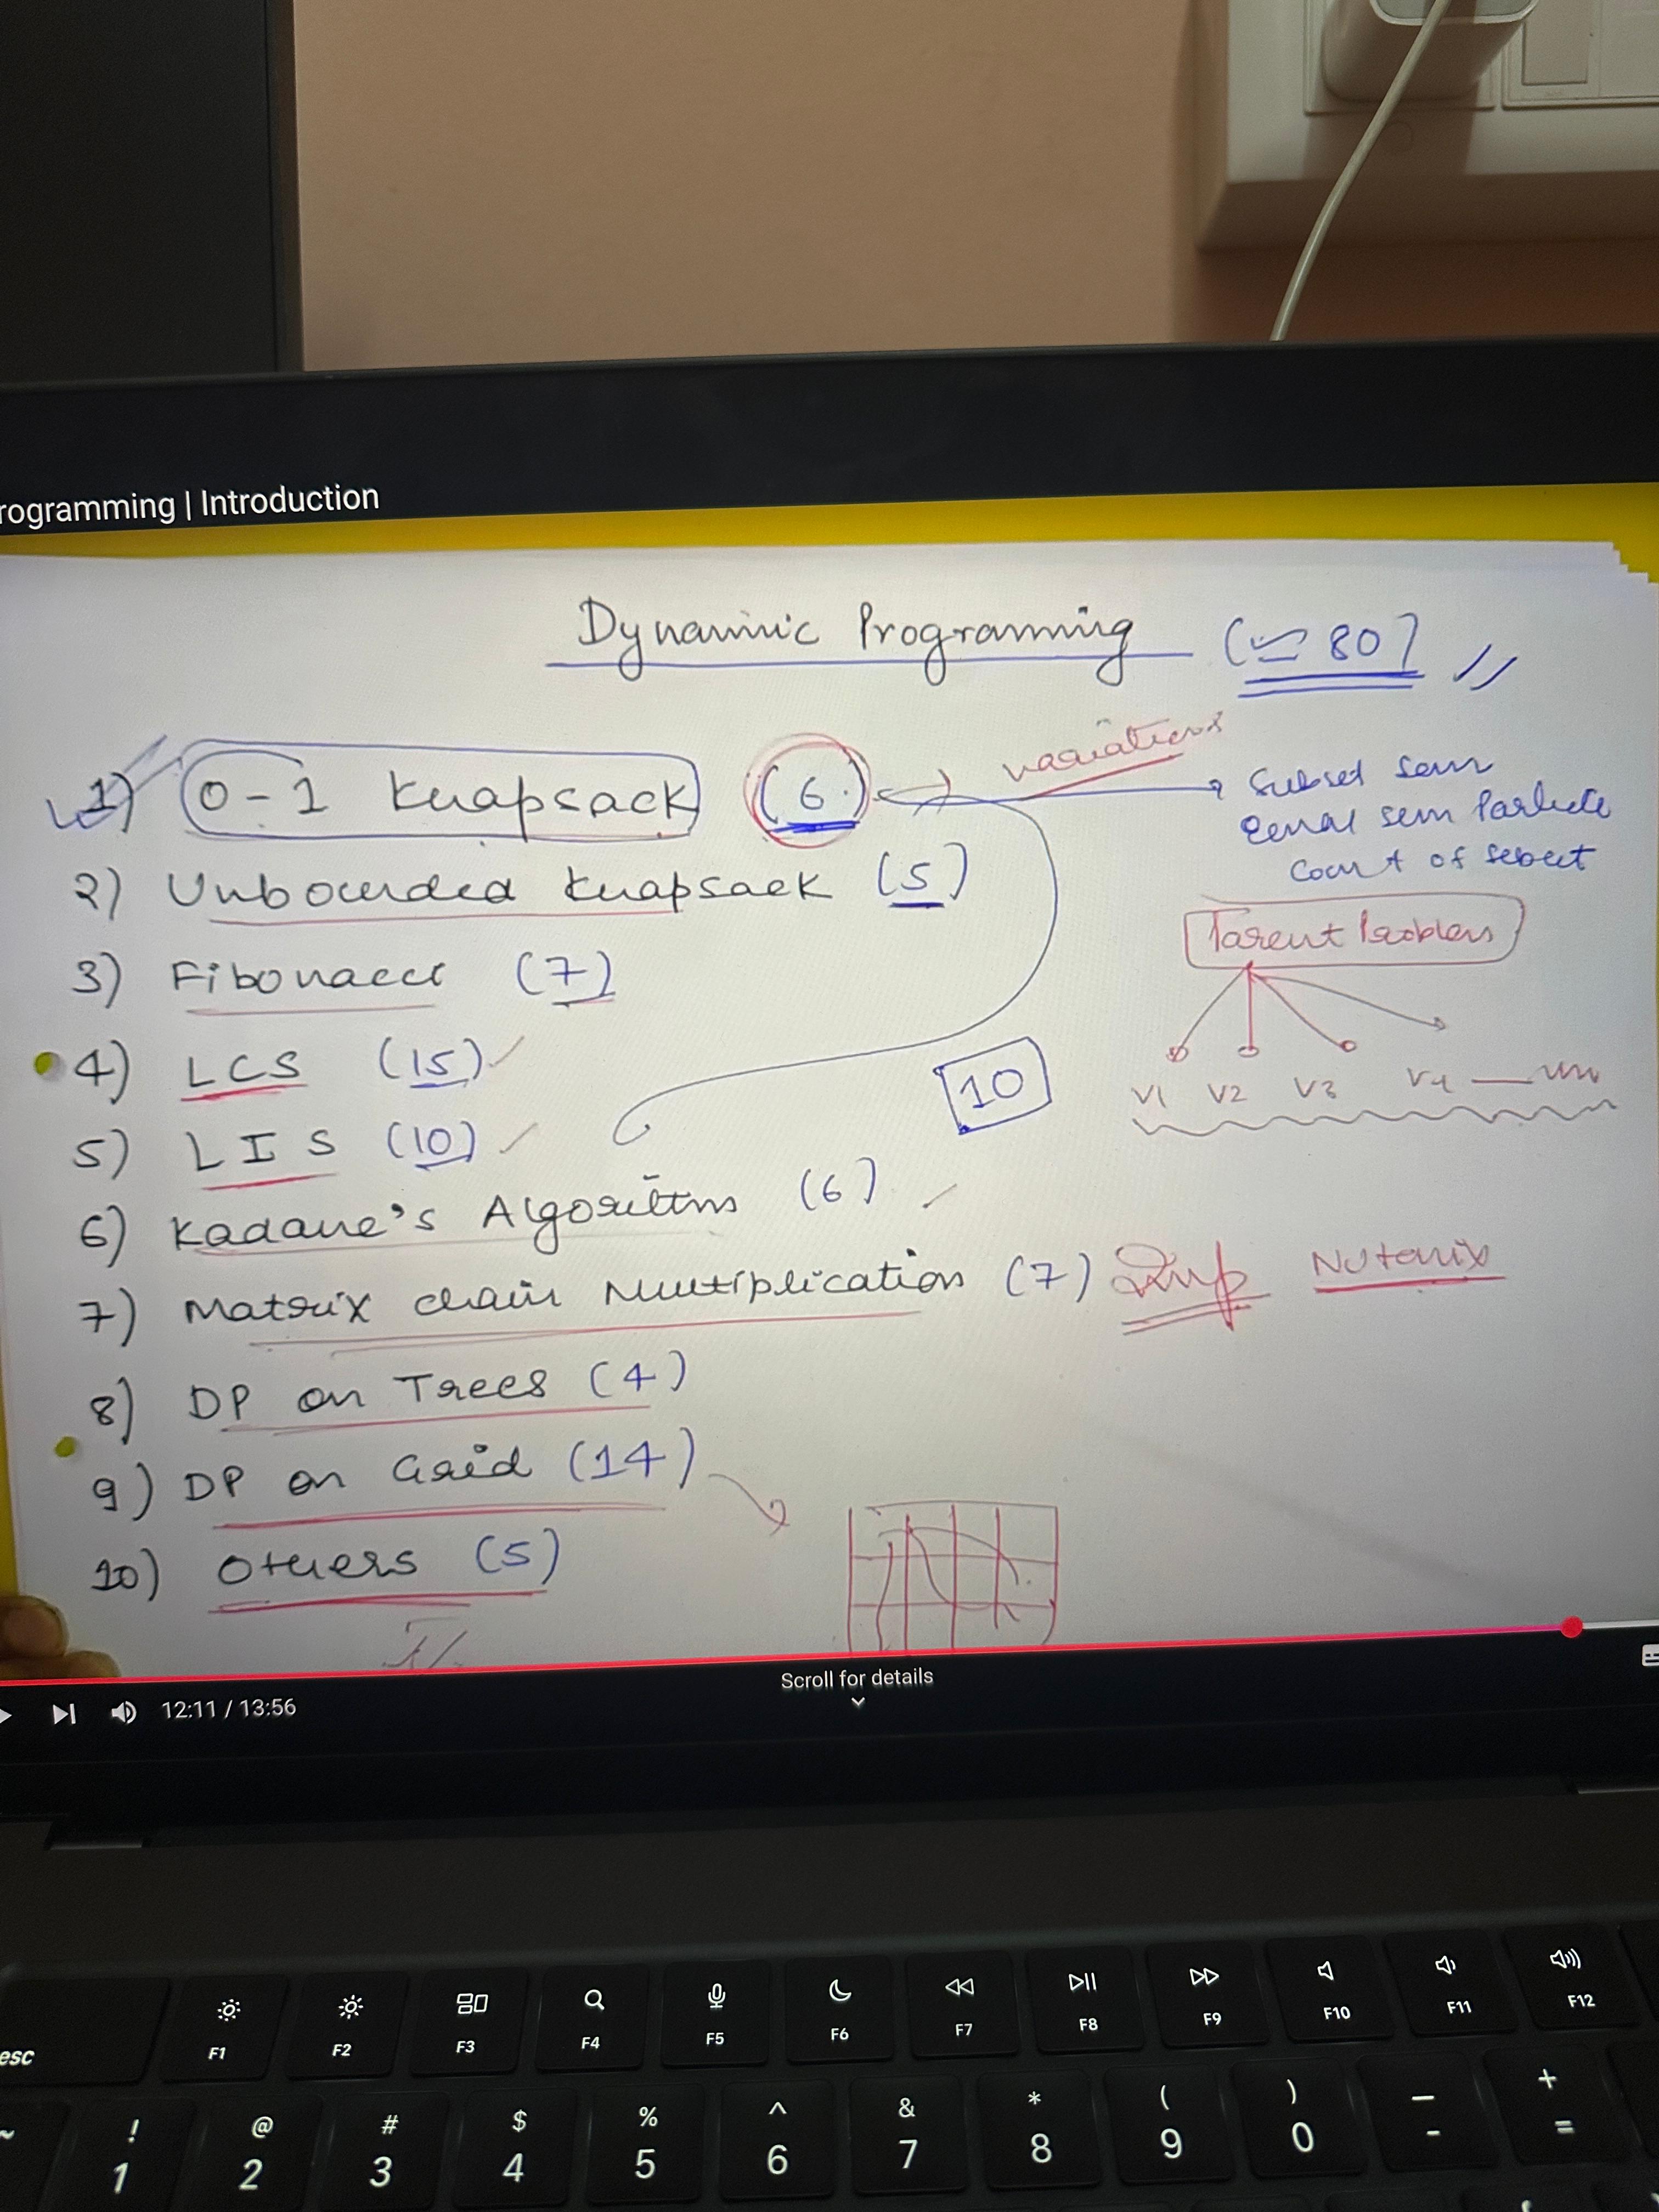 rogramming | Introduction
Dynamic Programming (≃ 80)
1) 0-1 Knapsack (6) variations
Subset sum
Equal sum
Count of
2) Unbounded Knapsack (5)
Parent Problem
3) Fibonacci (7)
4) LCS (15)
10
V1 V2 V3 V4
5) LIS (10)
6) Kadane's Algorithm (6)
7) Matrix chain Multiplication (7) Imp Nutanix
8) DP on Trees (4)
9) DP on Grid (14)
10) Others (5)
Scroll for details
12:11 / 13:56
esc F1 F2 F3 F4 F5 F6 F7 F8 F9 F10 F11 F12
~ ! @ # $ % ^ & * ( ) _ +
1 2 3 4 5 6 7 8 9 0 - =